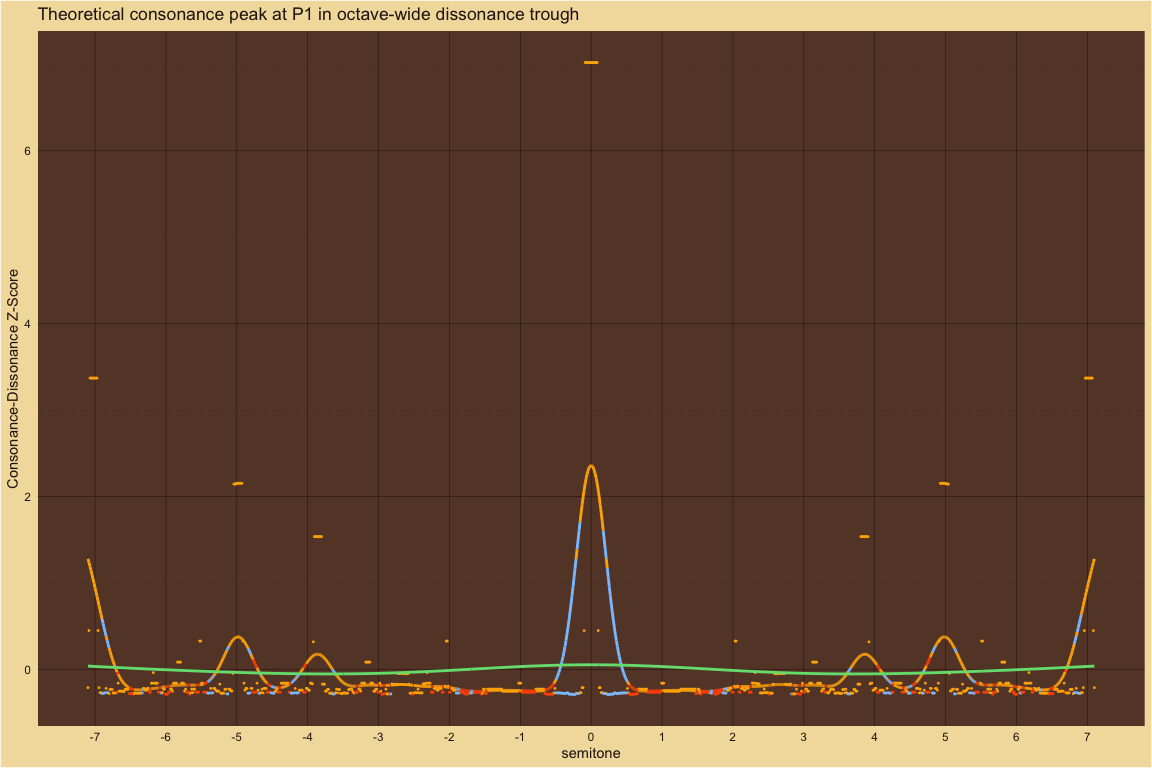 Theoretical consonance peak at P1 in octave-wide dissonance trough
Consonance-Dissonance Z-Score
6
4
2
0
-7 -6 -5 -4 -3 -2 -1 0 1 2 3 4 5 6 7
semitone